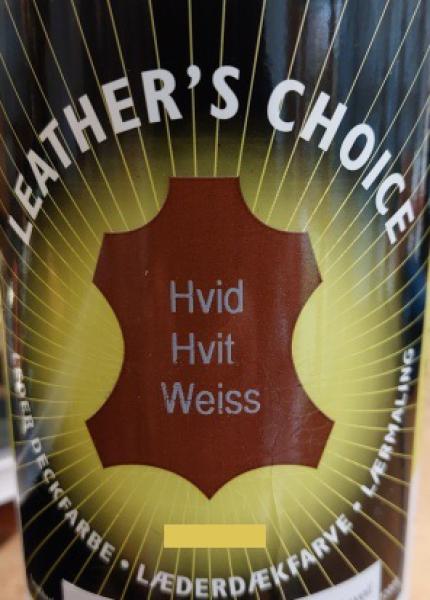 LEATHER'S CHOICE
Hvid
Hvit
Weiss
LEDER DECKFARBE • LÆDERDÆKFARVE • LÆRMALING